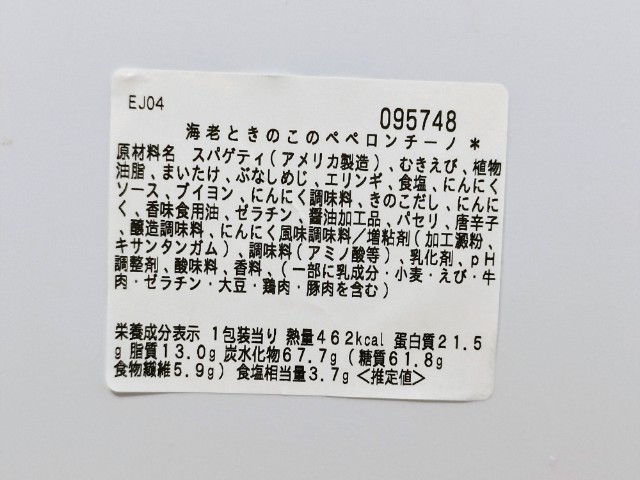 EJ04
095748
海老ときのこのペペロンチーノ*
原材料名 スパゲティ(アメリカ製造)、むきえび、植物
油脂、まいたけ、ぶなしめじ、エリンギ、食塩、にんにく
ソース、ブイヨン、にんにく調味料、きのこだし、にんに
く、香味食用油、ゼラチン、醤油加工品、パセリ、唐辛子
、醸造調味料、にんにく風味調味料/増粘剤(加工澱粉、
キサンタンガム)、調味料(アミノ酸等)、乳化剤、pH
調整剤、酸味料、香料、(一部に乳成分・小麦・えび・牛
肉・ゼラチン・大豆・鶏肉・豚肉を含む)
栄養成分表示 1包装当り 熱量462kcal 蛋白質21.5
g 脂質13.0g 炭水化物67.7g(糖質61.8g
食物繊維5.9g) 食塩相当量3.7g <推定値>